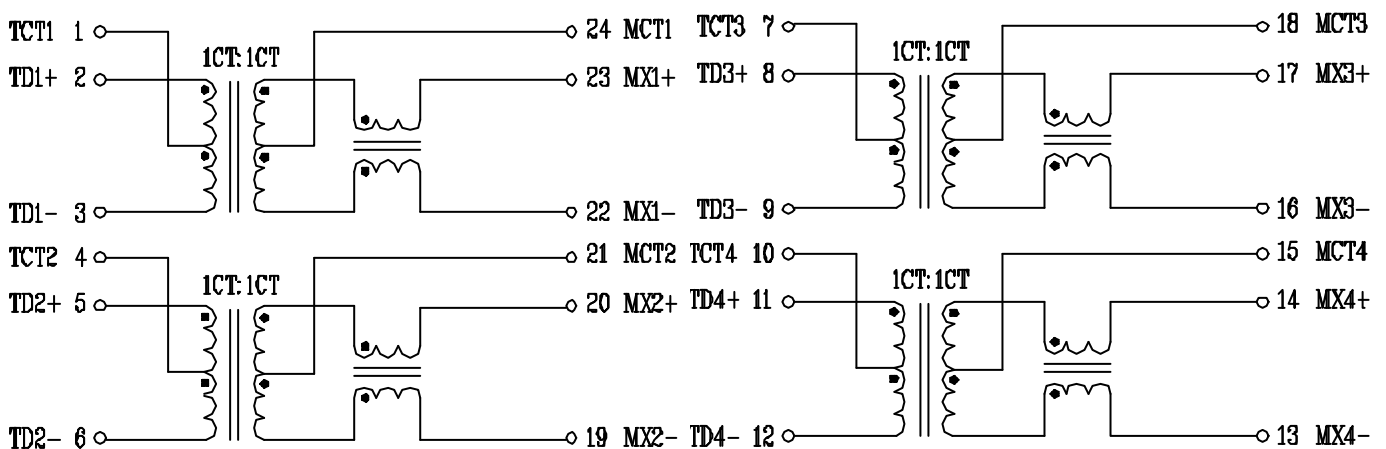 TCT1 1 24 MCT1 TCT3 7 18 MCT3
1CT:1CT 1CT:1CT
TD1+ 2 23 MX1+ TD3+ 8 17 MX3+
TD1- 3 22 MX1- TD3- 9 16 MX3-
TCT2 4 21 MCT2 TCT4 10 15 MCT4
1CT:1CT 1CT:1CT
TD2+ 5 20 MX2+ TD4+ 11 14 MX4+
TD2- 6 19 MX2- TD4- 12 13 MX4-